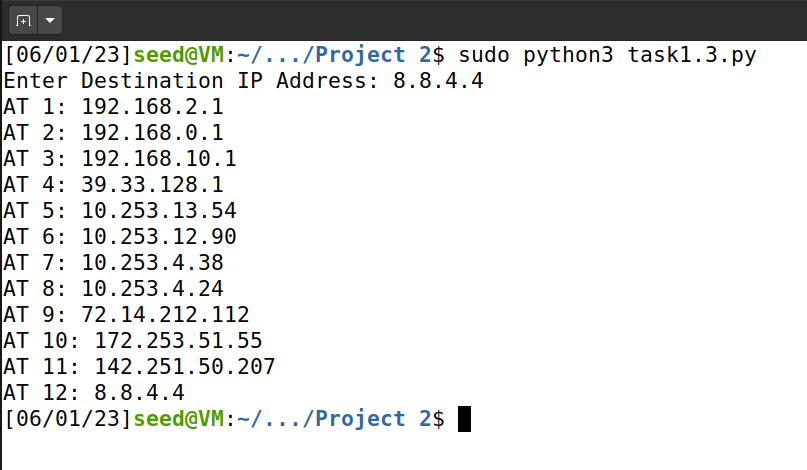 [06/01/23]seed@VM:~/.../Project 2$ sudo python3 task1.3.py
Enter Destination IP Address: 8.8.4.4
AT 1: 192.168.2.1
AT 2: 192.168.0.1
AT 3: 192.168.10.1
AT 4: 39.33.128.1
AT 5: 10.253.13.54
AT 6: 10.253.12.90
AT 7: 10.253.4.38
AT 8: 10.253.4.24
AT 9: 72.14.212.112
AT 10: 172.253.51.55
AT 11: 142.251.50.207
AT 12: 8.8.4.4
[06/01/23]seed@VM:~/.../Project 2$